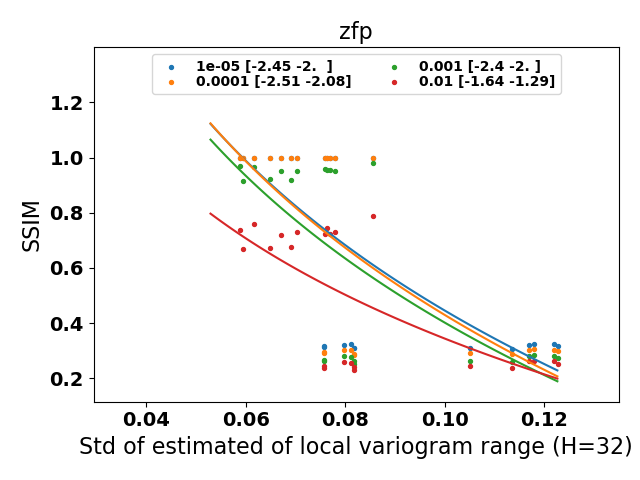 zfp
1e-05 [-2.45 -2.  ]
0.0001 [-2.51 -2.08]
0.001 [-2.4 -2. ]
0.01 [-1.64 -1.29]
SSIM
1.2
1.0
0.8
0.6
0.4
0.2
0.04 0.06 0.08 0.10 0.12
Std of estimated of local variogram range (H=32)